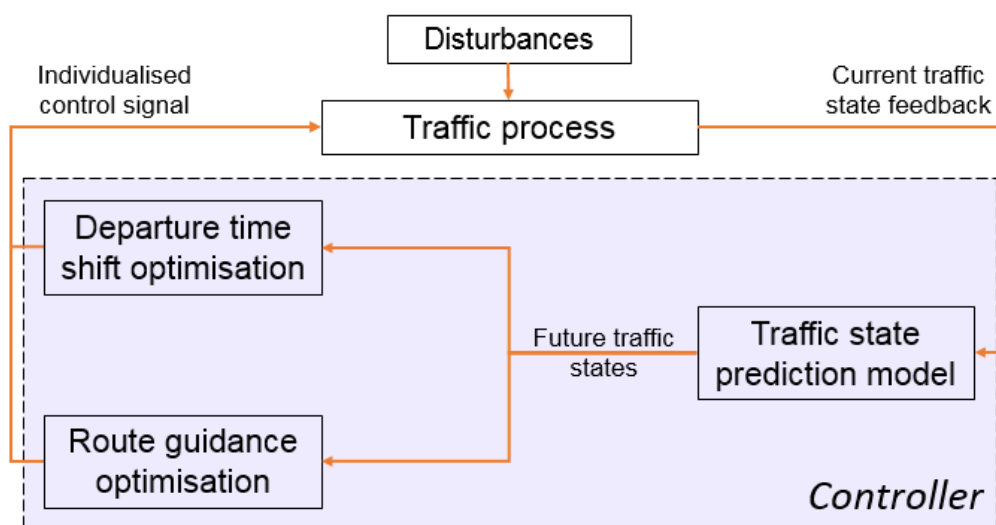 Disturbances
Individualised
control signal
Current traffic
state feedback
Traffic process
Departure time
shift optimisation
Future traffic
states
Traffic state
prediction model
Route guidance
optimisation
Controller